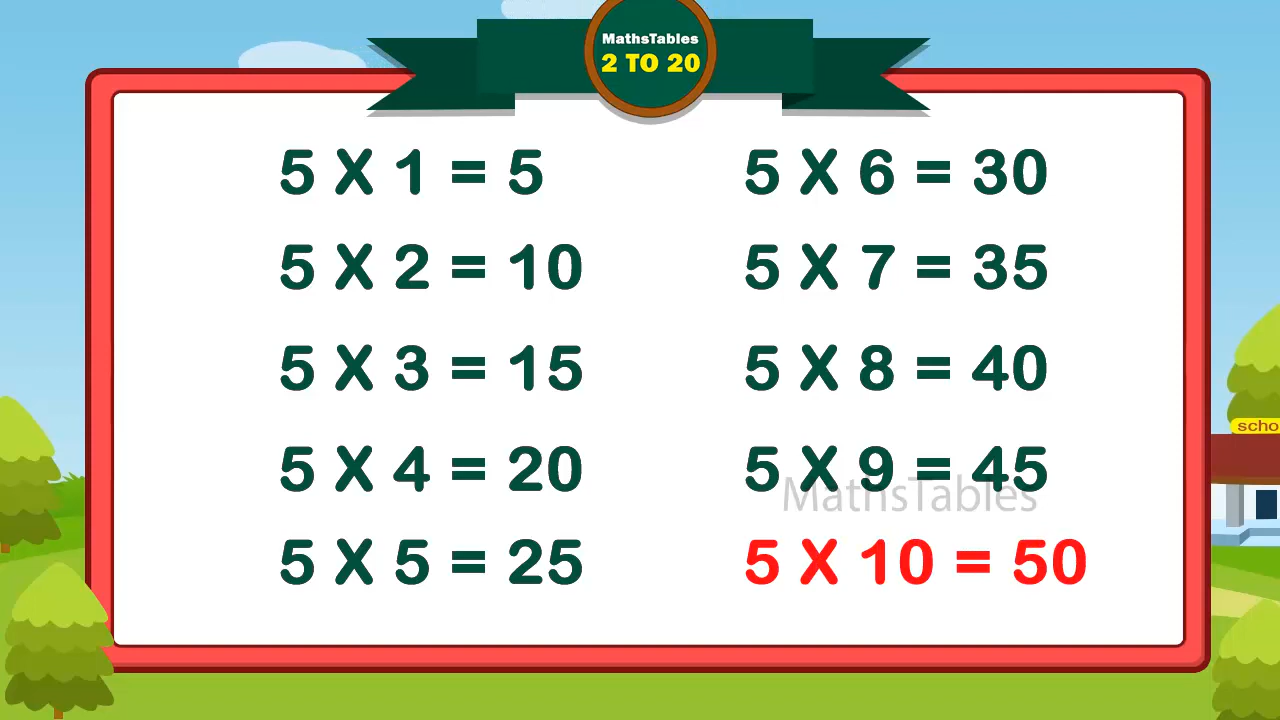 MathsTables
2 TO 20
5 X 1 = 5
5 X 2 = 10
5 X 3 = 15
5 X 4 = 20
5 X 5 = 25
5 X 6 = 30
5 X 7 = 35
5 X 8 = 40
5 X 9 = 45
MathsTables
5 X 10 = 50
scho